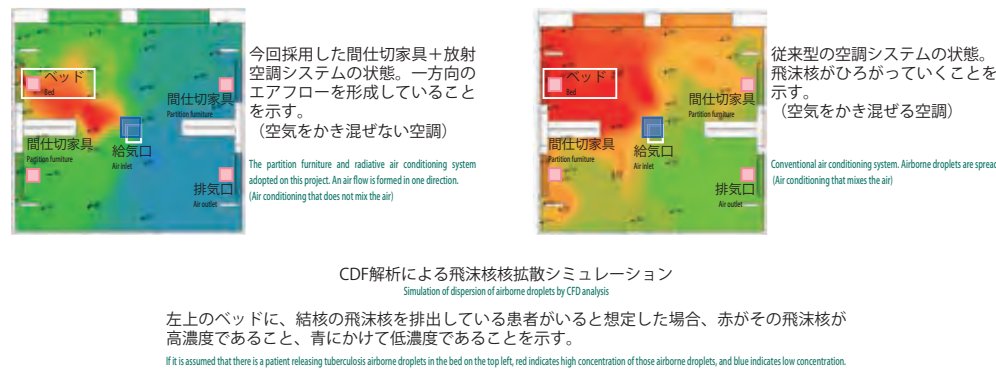 ベッド
Bed
間仕切家具
Partition furniture
間仕切家具
Partition furniture
給気口
Air inlet
排気口
Air outlet
今回採用した間仕切家具＋放射
空調システムの状態。一方向の
エアフローを形成していること
を示す。
（空気をかき混ぜない空調）
The partition furniture and radiative air conditioning system
adopted on this project. An air flow is formed in one direction.
(Air conditioning that does not mix the air)
ベッド
Bed
間仕切家具
Partition furniture
間仕切家具
Partition furniture
給気口
Air inlet
排気口
Air outlet
従来型の空調システムの状態。
飛沫核がひろがっていくことを
示す。
（空気をかき混ぜる空調）
Conventional air conditioning system. Airborne droplets are spread
(Air conditioning that mixes the air)
CDF解析による飛沫核核拡散シミュレーション
Simulation of dispersion of airborne droplets by CFD analysis
左上のベッドに、結核の飛沫核を排出している患者がいると想定した場合、赤がその飛沫核が
高濃度であること、青にかけて低濃度であることを示す。
If it is assumed that there is a patient releasing tuberculosis airborne droplets in the bed on the top left, red indicates high concentration of those airborne droplets, and blue indicates low concentration.